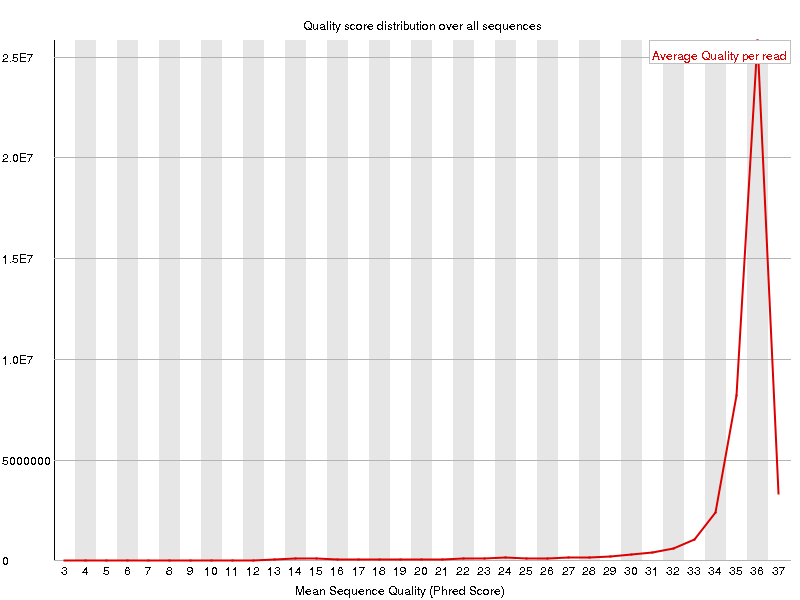 Quality score distribution over all sequences
Average Quality per read
2.5E7
2.0E7
1.5E7
1.0E7
5000000
0
3 4 5 6 7 8 9 10 11 12 13 14 15 16 17 18 19 20 21 22 23 24 25 26 27 28 29 30 31 32 33 34 35 36 37
Mean Sequence Quality (Phred Score)